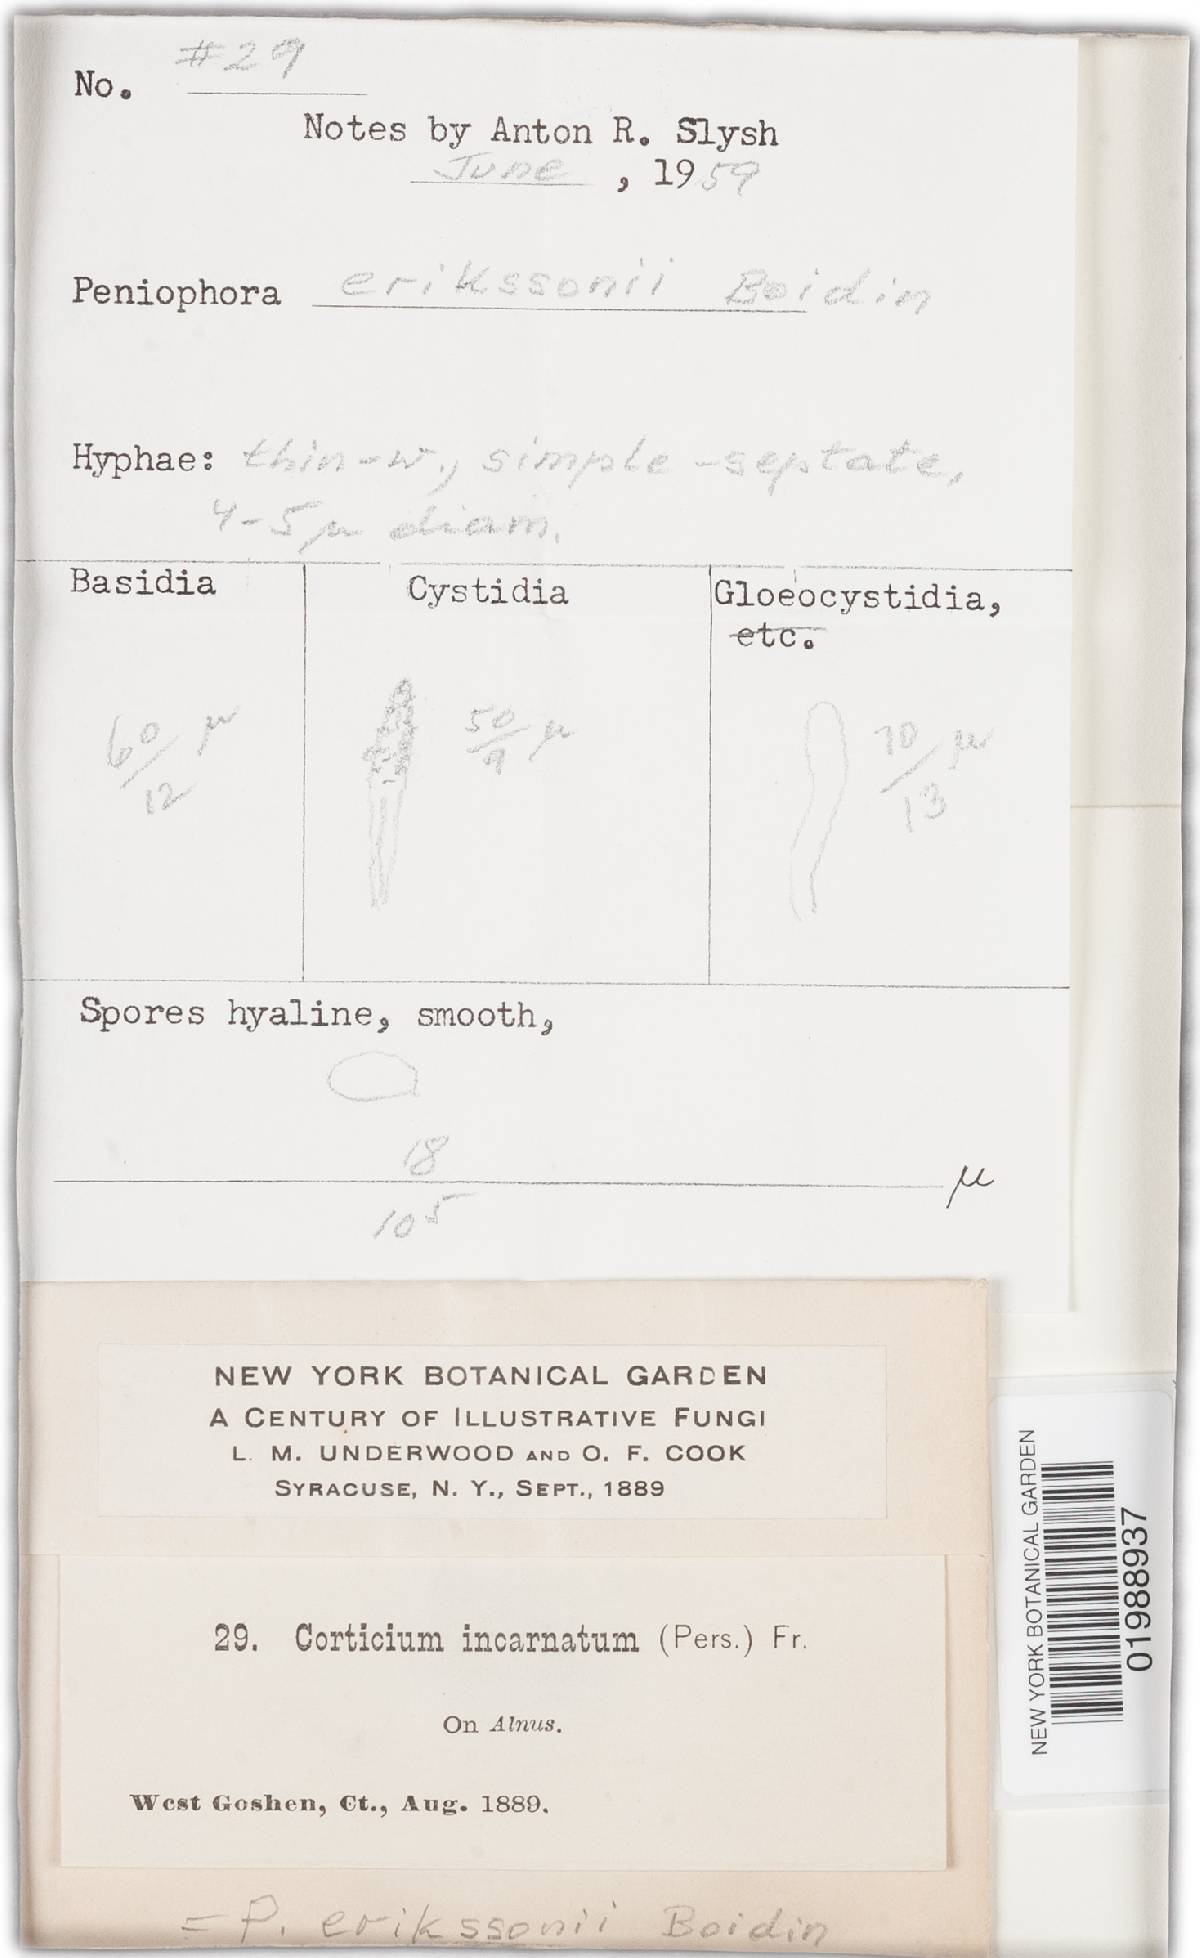 No. #29
Notes by Anton R. Slysh
June, 1959
Peniophora erikssonii Boidin
Hyphae: thin-w., simple-septate,
4-5µ diam.
Basidia
60/12 µ
Cystidia
50/9 µ
Gloeocystidia,
etc.
70/13 µ
Spores hyaline, smooth,
18
µ
10⁵
NEW YORK BOTANICAL GARDEN
A CENTURY OF ILLUSTRATIVE FUNGI
L. M. UNDERWOOD AND O. F. COOK
SYRACUSE, N. Y., SEPT., 1889
29. Corticium incarnatum (Pers.) Fr.
On Alnus.
West Goshen, Ct., Aug. 1889.
= P. erikssonii Boidin
NEW YORK BOTANICAL GARDEN
01988937